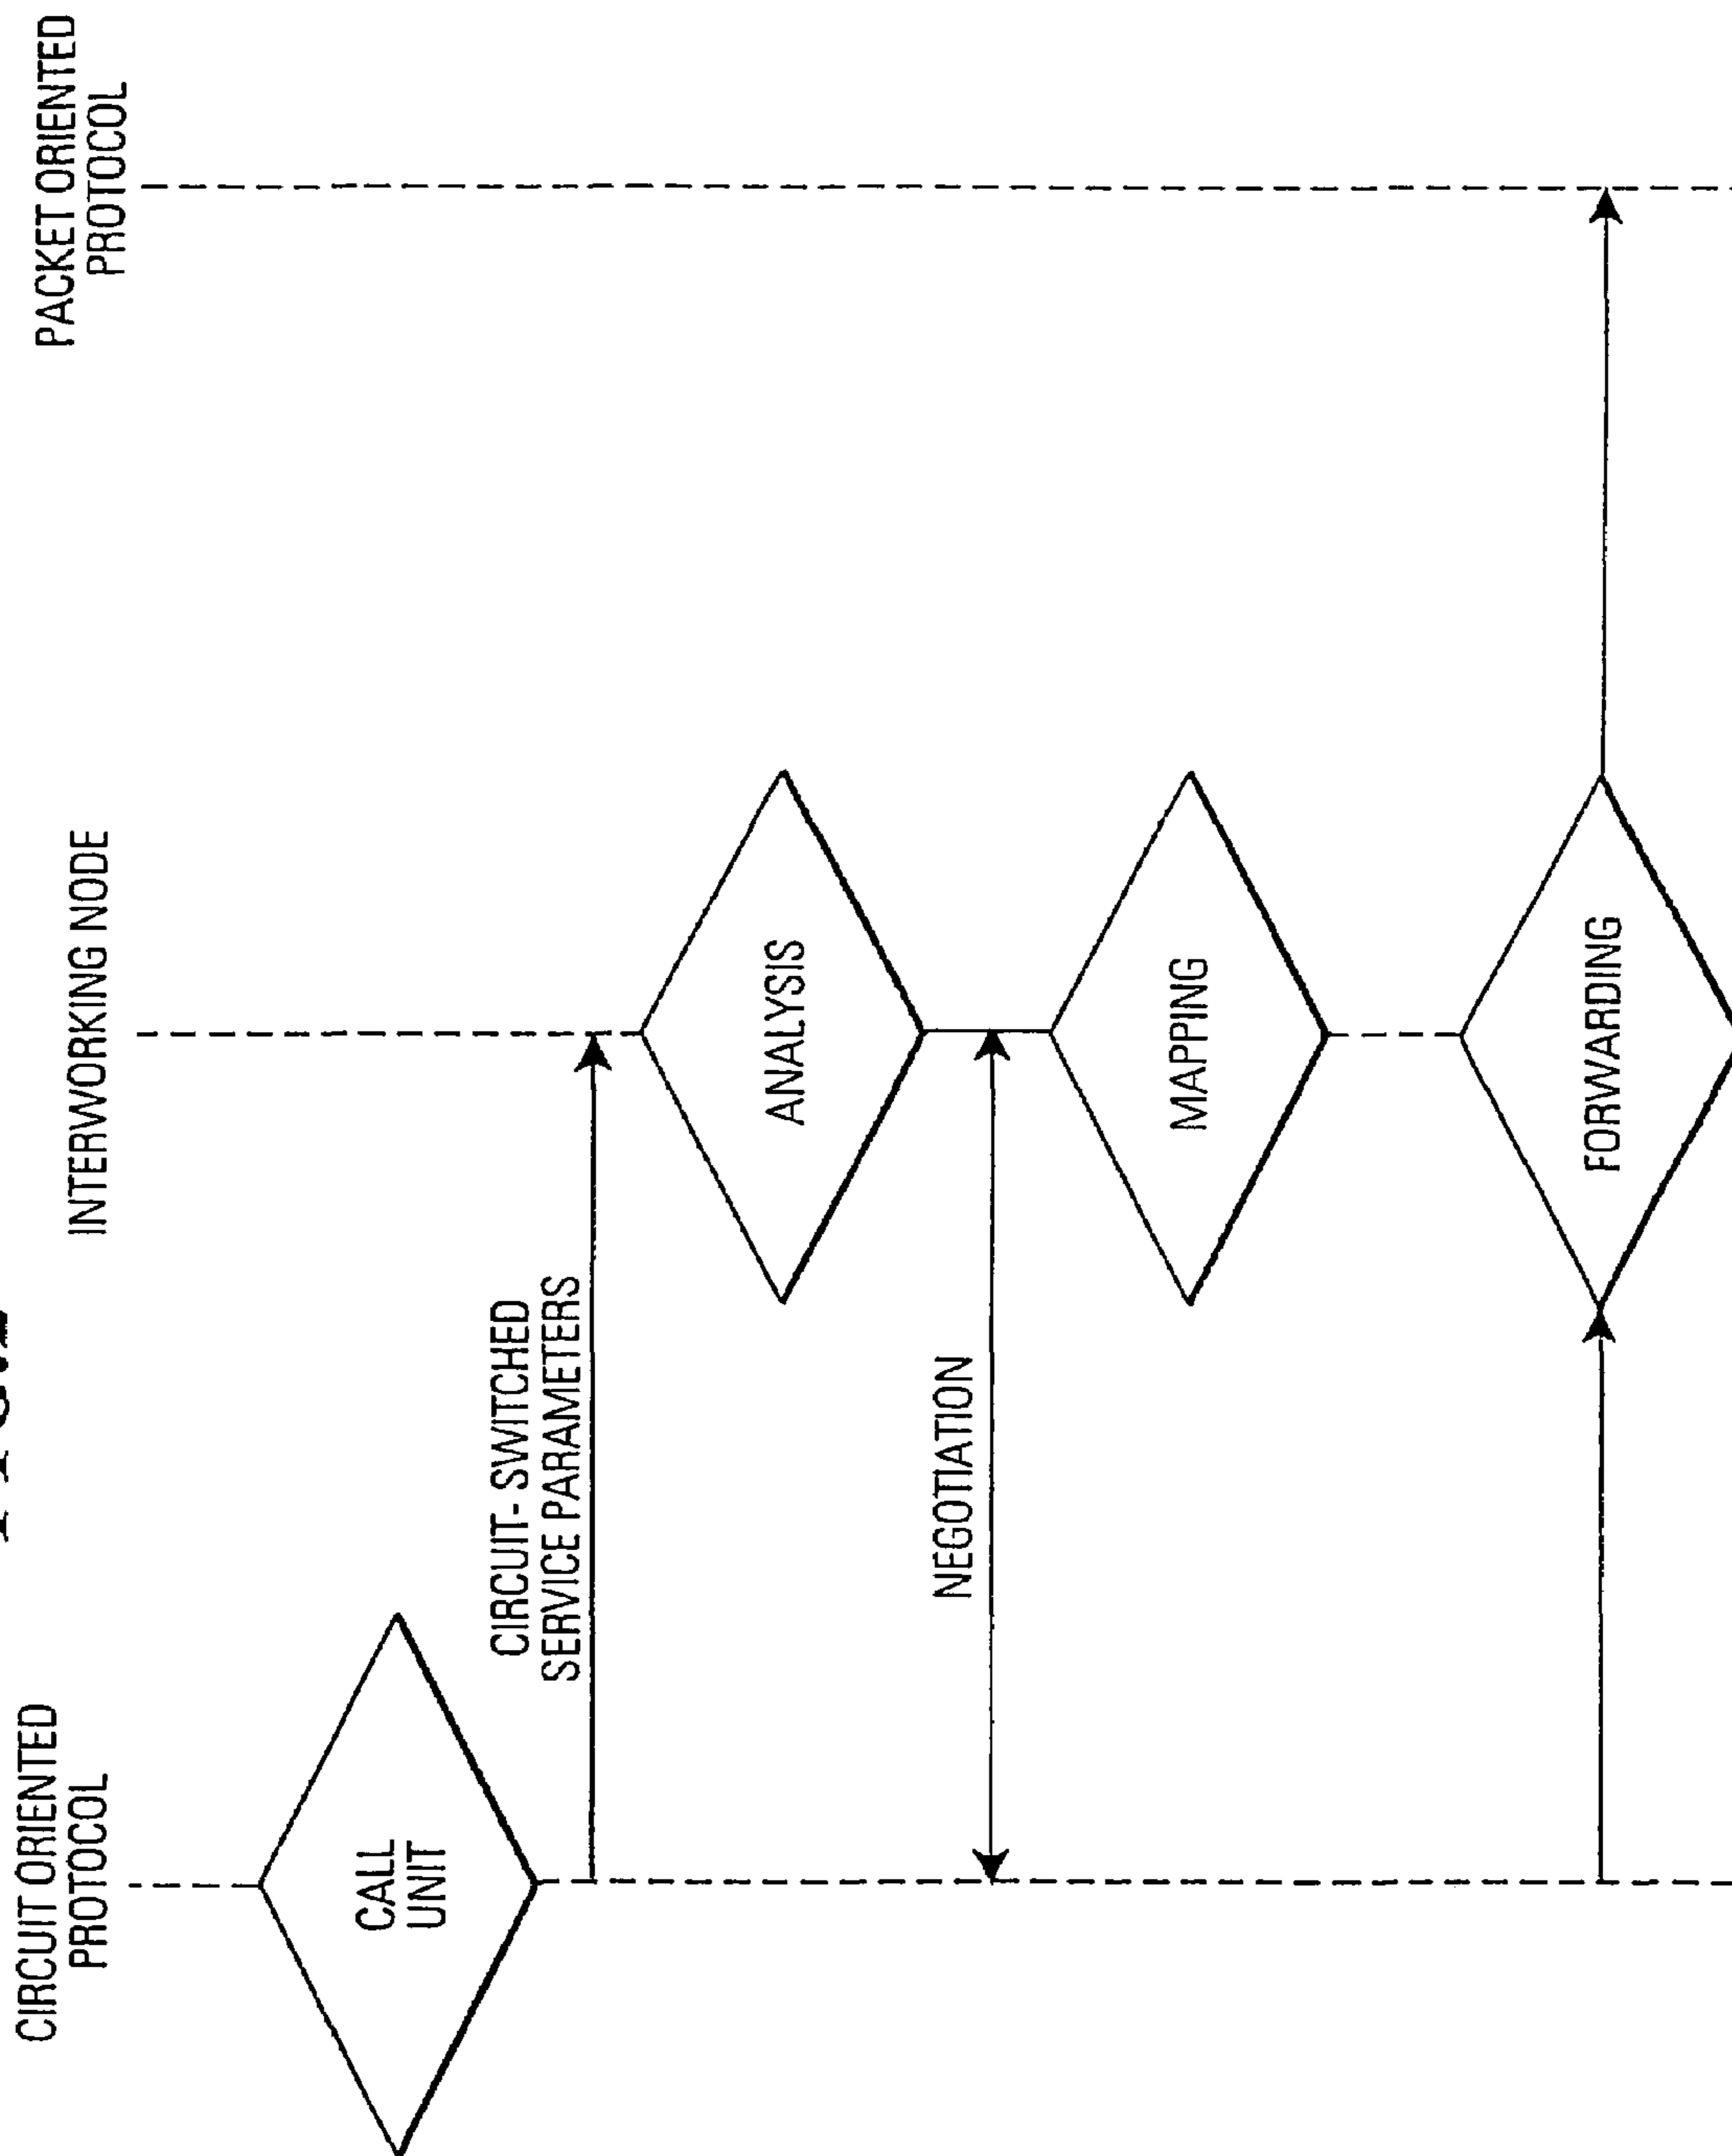 CIRCUIT ORIENTED
PROTOCOL
INTERWORKING NODE
PACKET ORIENTED
PROTOCOL
CALL
UNIT
CIRCUIT- SWITCHED
SERVICE PARAMETERS
ANALYSIS
NEGOTIATION
MAPPING
FORWARDING